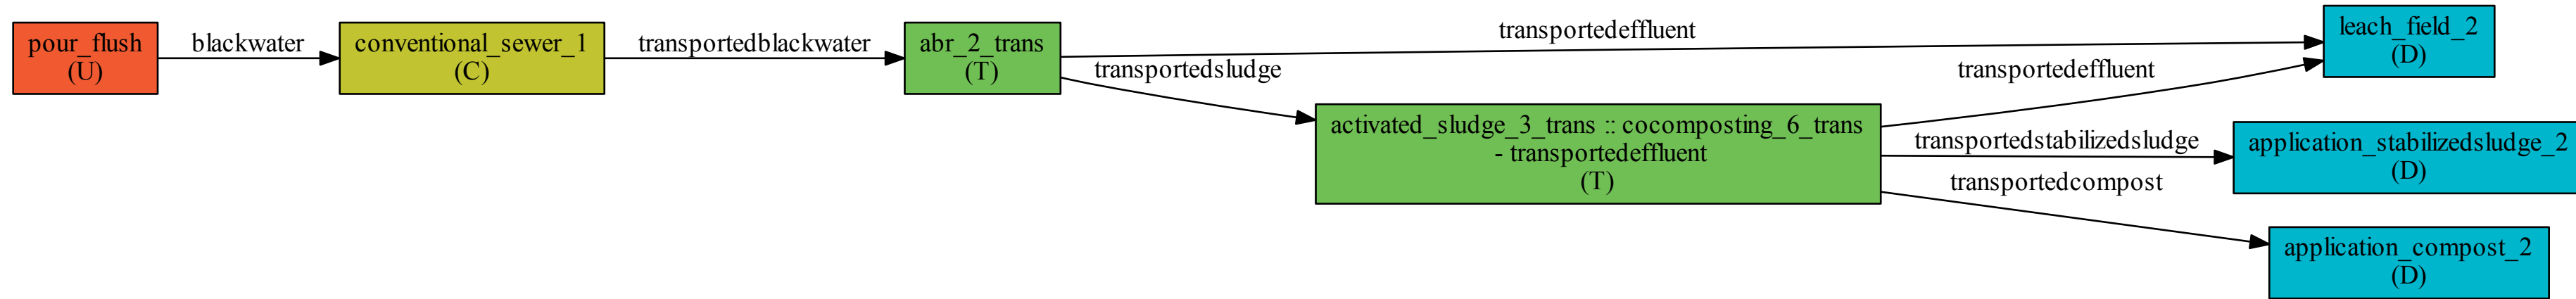 pour_flush
(U)
blackwater
conventional_sewer_1
(C)
transportedblackwater
abr_2_trans
(T)
transportedeffluent
transportedsludge
activated_sludge_3_trans :: cocomposting_6_trans
- transportedeffluent
(T)
transportedeffluent
transportedstabilizedsludge
transportedcompost
leach_field_2
(D)
application_stabilizedsludge_2
(D)
application_compost_2
(D)